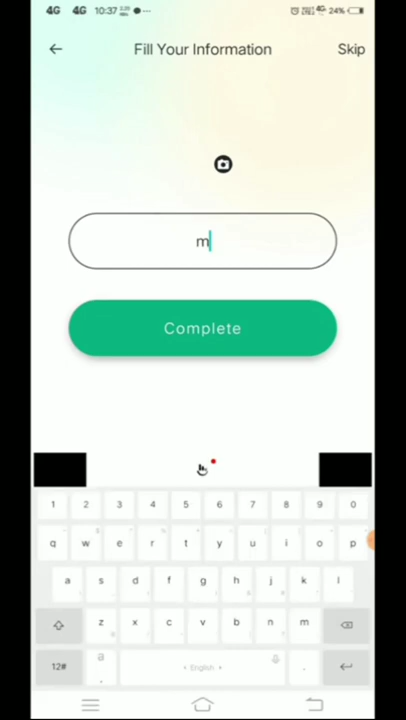 4G 4G 10:37 24%
Fill Your Information Skip
m
Complete
1 2 3 4 5 6 7 8 9 0
q w e r t y u i o p
a s d f g h j k l
z x c v b n m
12# English .